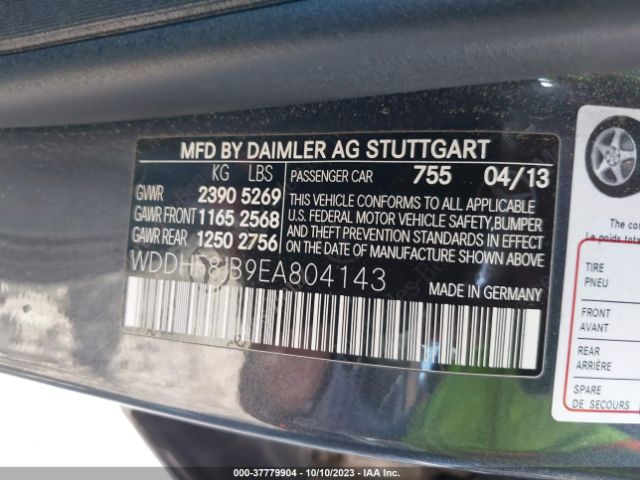 MFD BY DAIMLER AG STUTTGART
KG LBS
GVWR 2390 5269
GAWR FRONT 1165 2568
GAWR REAR 1250 2756
PASSENGER CAR 755 04/13
THIS VEHICLE CONFORMS TO ALL APPLICABLE
U.S. FEDERAL MOTOR VEHICLE SAFETY,BUMPER
AND THEFT PREVENTION STANDARDS IN EFFECT
ON DATE OF MANUFACTURE SHOWN ABOVE
WDDHF8JB9EA804143
MADE IN GERMANY
TIRE
PNEU
FRONT
AVANT
REAR
ARRIÈRE
SPARE
DE SECOURS
000-37779904 - 10/10/2023 - IAA Inc.